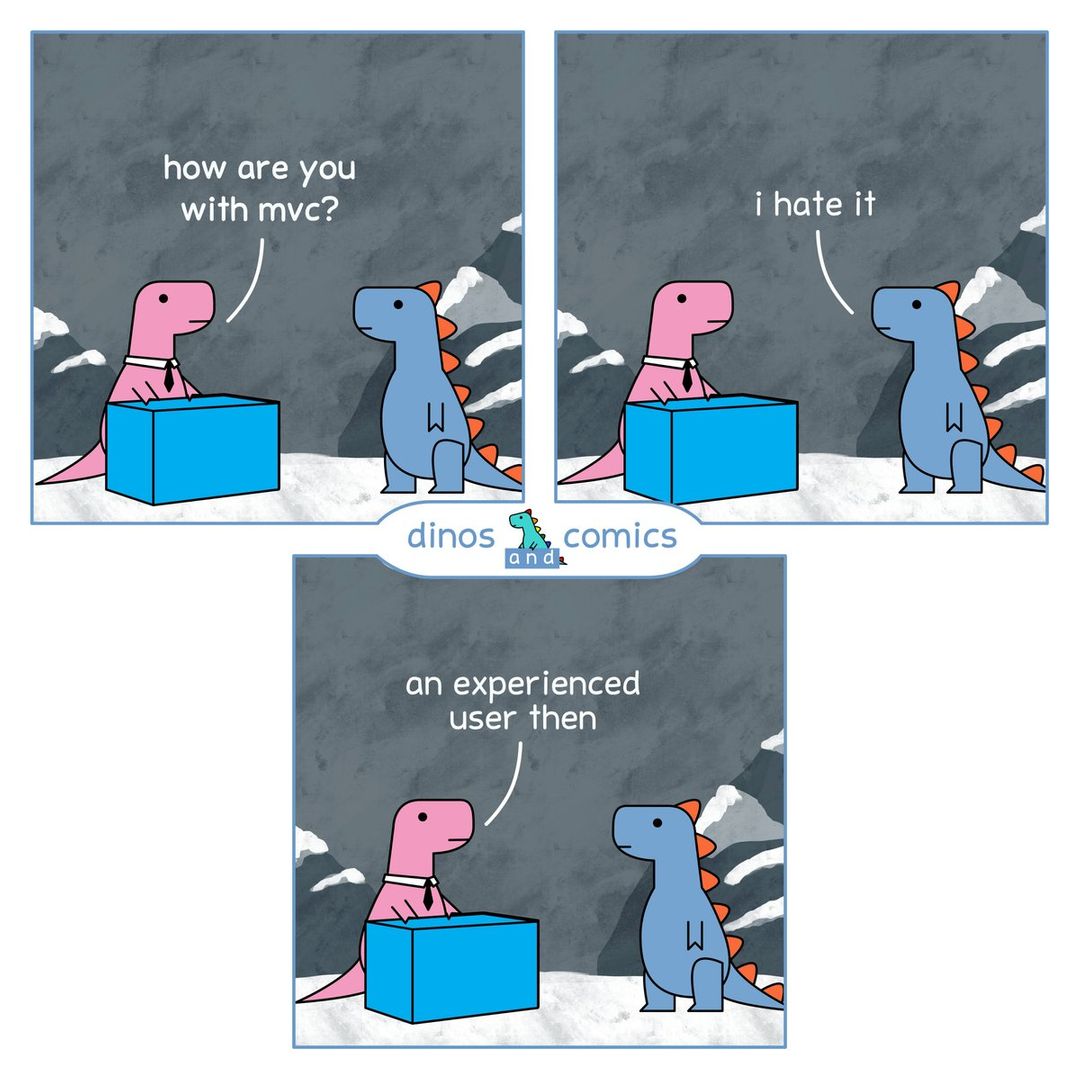 how are you
with mvc?
i hate it
dinos and comics
an experienced
user then